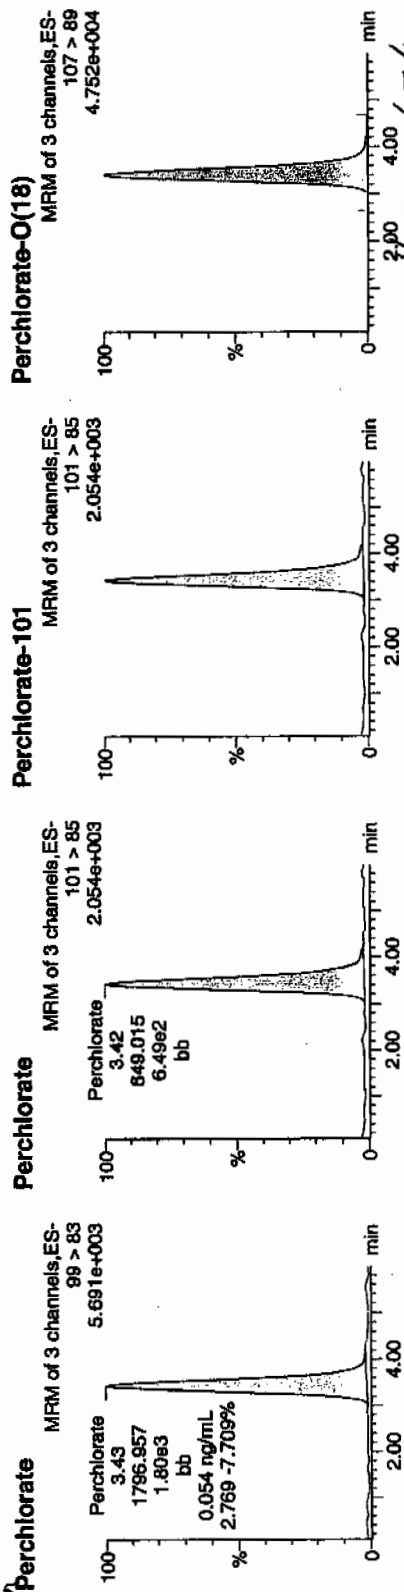 Perchlorate
MRM of 3 channels,ES-
99 > 83
5.691e+003
100
Perchlorate
3.43
1796.957
1.80e3
bb
0.054 ng/mL
2.769 -7.709%
%
0
2.00
4.00
min
Perchlorate
MRM of 3 channels,ES-
101 > 85
2.054e+003
100
Perchlorate
3.42
649.015
6.49e2
bb
%
0
2.00
4.00
min
Perchlorate-101
MRM of 3 channels,ES-
101 > 85
2.054e+003
100
%
0
2.00
4.00
min
Perchlorate-O(18)
MRM of 3 channels,ES-
107 > 89
4.752e+004
100
%
0
2.00
4.00
min